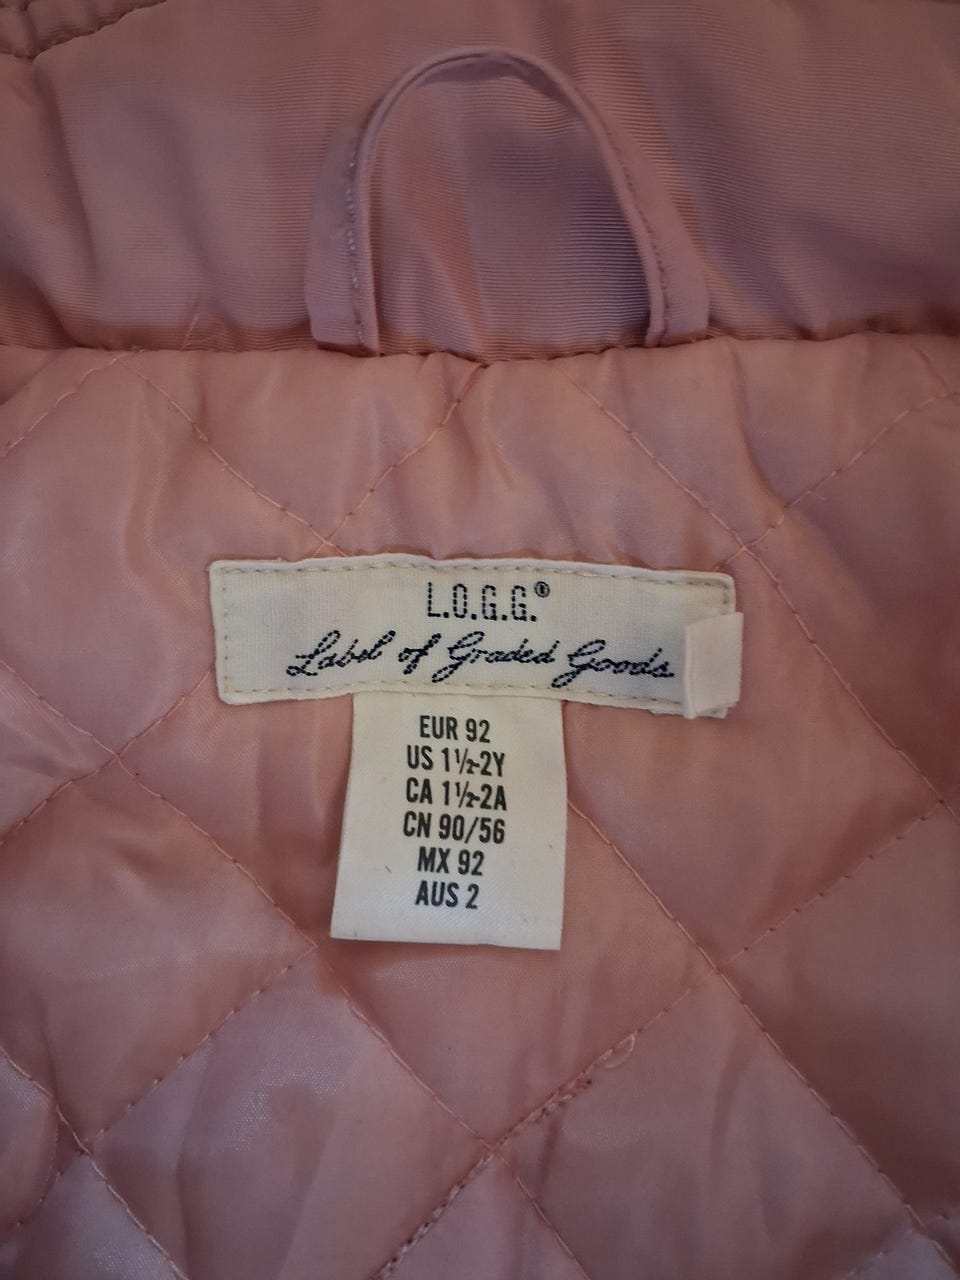 L.O.G.G.®
Label of Graded Goods
EUR 92
US 1½-2Y
CA 1½-2A
CN 90/56
MX 92
AUS 2